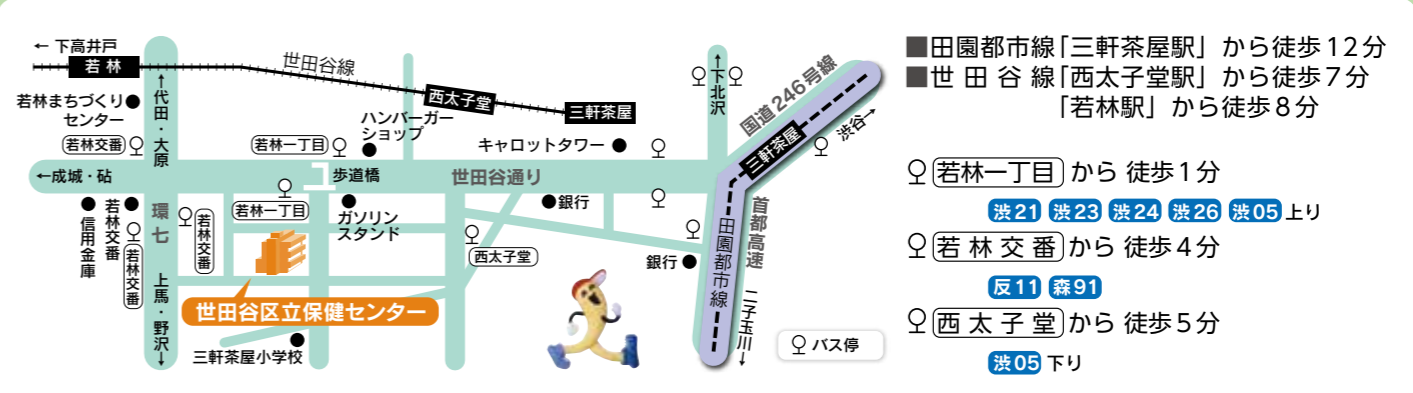 ← 下高井戸
若 林
世田谷線
西太子堂
三軒茶屋
若林まちづくり
センター
若林交番
↑代田・大原
若林一丁目
ハンバーガー
ショップ
キャロットタワー
↑下北沢
国道246号線
三軒茶屋
渋谷→
←成城・砧
歩道橋
世田谷通り
若林一丁目
ガソリン
スタンド
銀行
信用金庫
若林交番
若林交番
環七
若林交番
西太子堂
銀行
首都高速
田園都市線
二子玉川→
上馬・野沢→
世田谷区立保健センター
三軒茶屋小学校
バス停
■田園都市線「三軒茶屋駅」から徒歩12分
■世 田 谷 線「西太子堂駅」から徒歩7分
「若林駅」から徒歩8分
若林一丁目 から 徒歩1分
渋21 渋23 渋24 渋26 渋05 上り
若 林 交 番 から 徒歩4分
反11 森91
西 太 子 堂 から 徒歩5分
渋05 下り